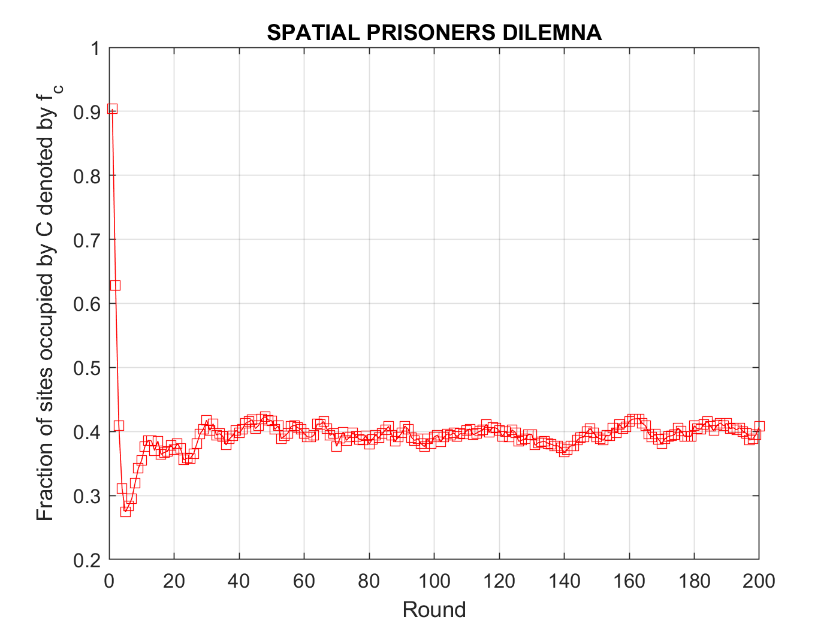 SPATIAL PRISONERS DILEMNA
Fraction of sites occupied by C denoted by f_c
1
0.9
0.8
0.7
0.6
0.5
0.4
0.3
0.2
0 20 40 60 80 100 120 140 160 180 200
Round